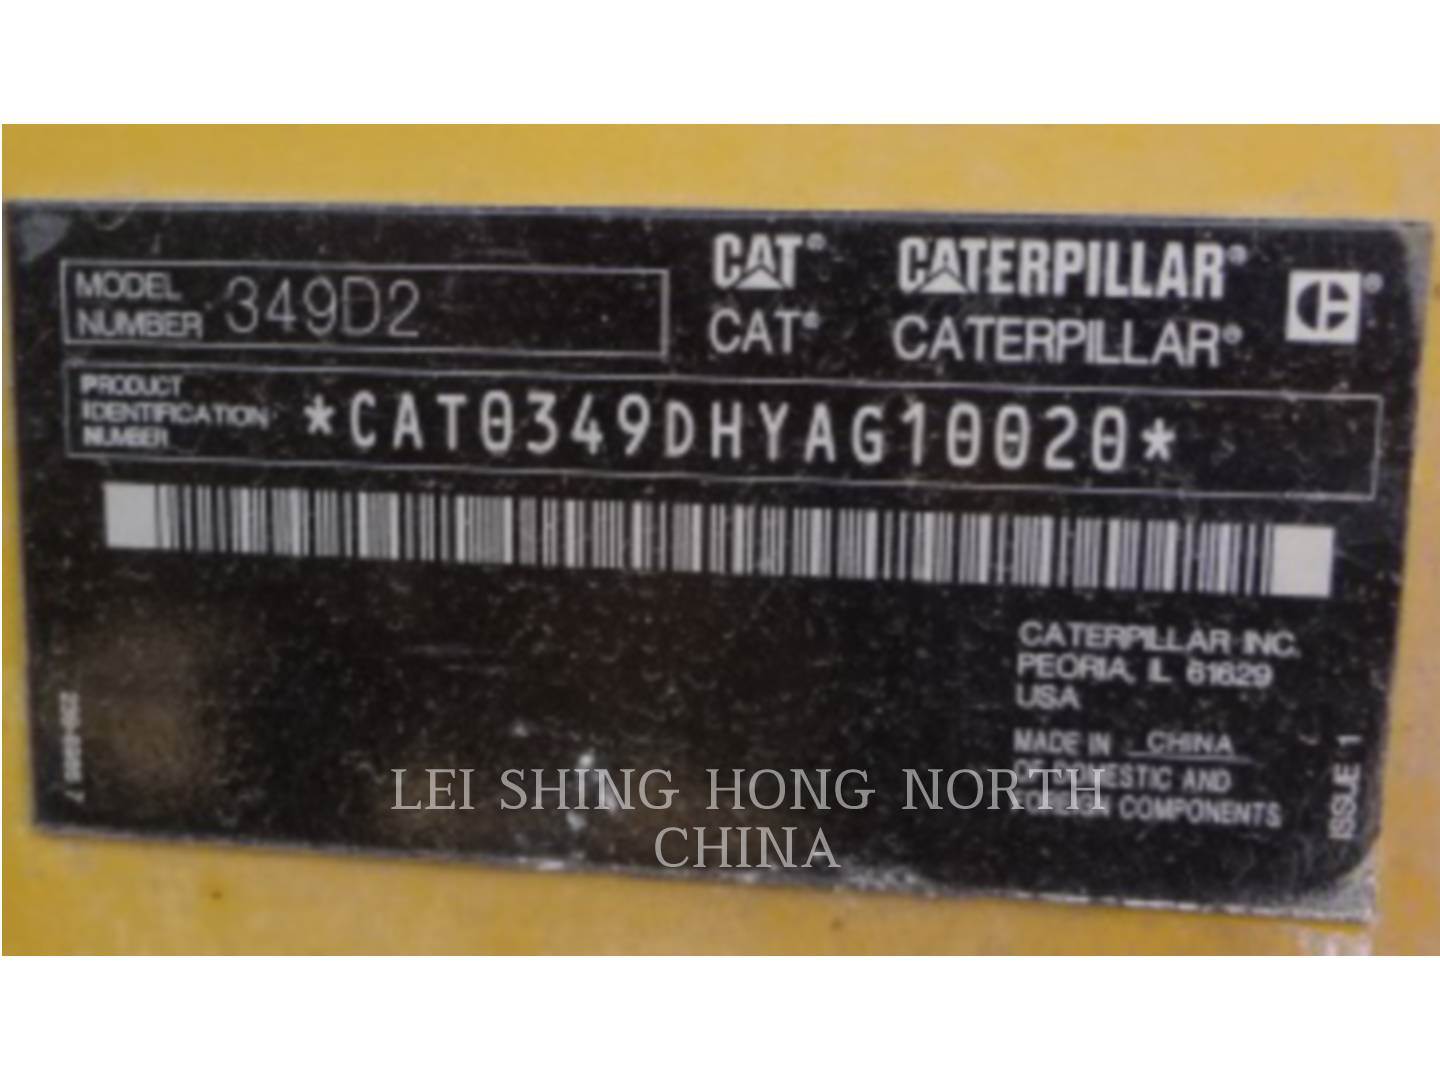 CAT® CATERPILLAR®
MODEL NUMBER 349D2
CAT® CATERPILLAR®
PRODUCT
IDENTIFICATION
NUMBER
*CAT0349DHYAG10020*
CATERPILLAR INC.
PEORIA, IL 61629
USA
MADE IN CHINA
OF DOMESTIC AND
FOREIGN COMPONENTS
ISSUE 1
LEI SHING HONG NORTH
CHINA